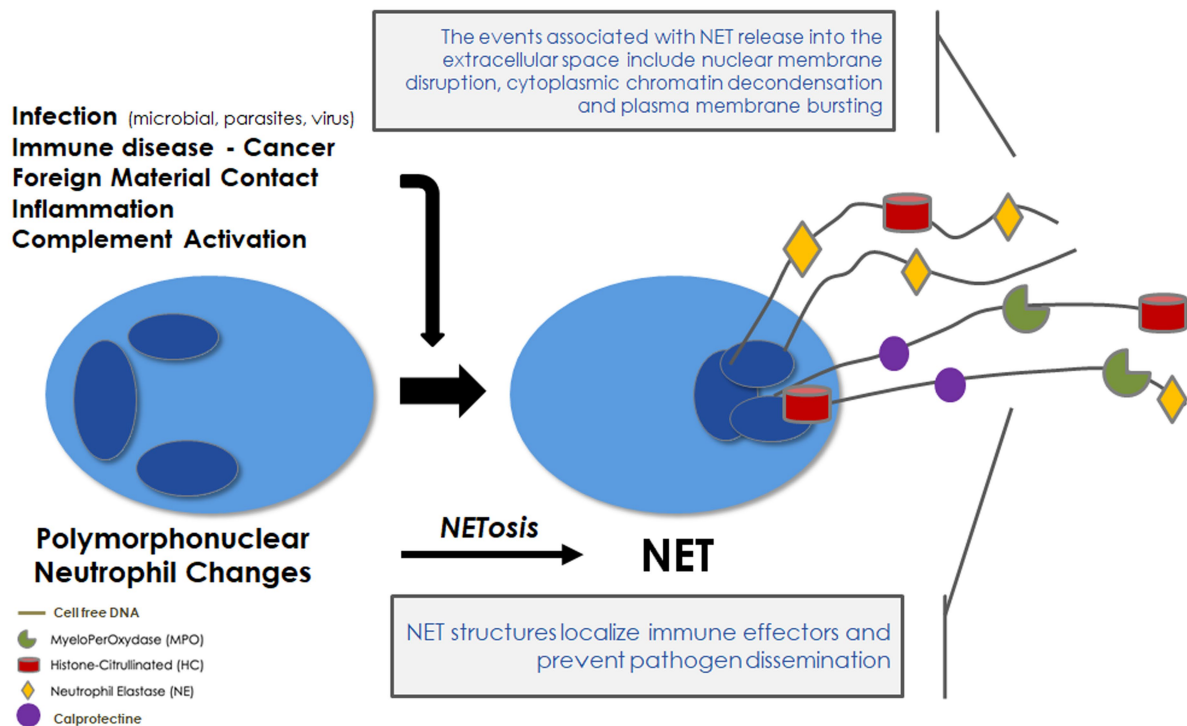 The events associated with NET release into the
extracellular space include nuclear membrane
disruption, cytoplasmic chromatin decondensation
and plasma membrane bursting
Infection (microbial, parasites, virus)
Immune disease - Cancer
Foreign Material Contact
Inflammation
Complement Activation
NETosis
Polymorphonuclear
Neutrophil Changes
NET
Cell free DNA
MyeloPerOxydase (MPO)
Histone-Citrullinated (HC)
Neutrophil Elastase (NE)
Calprotectine
NET structures localize immune effectors and
prevent pathogen dissemination